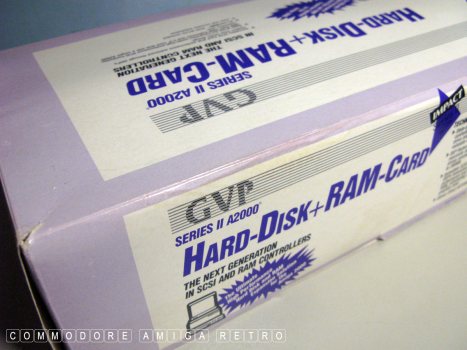 HARD-DISK+RAM-CARD
THE NEXT GENERATION
IN SCSI AND RAM CONTROLLERS
SERIES II A2000
GVP
IMPACT
GVP
SERIES II A2000
HARD-DISK+RAM-CARD
THE NEXT GENERATION
IN SCSI AND RAM CONTROLLERS
COMMODORE AMIGA RETRO